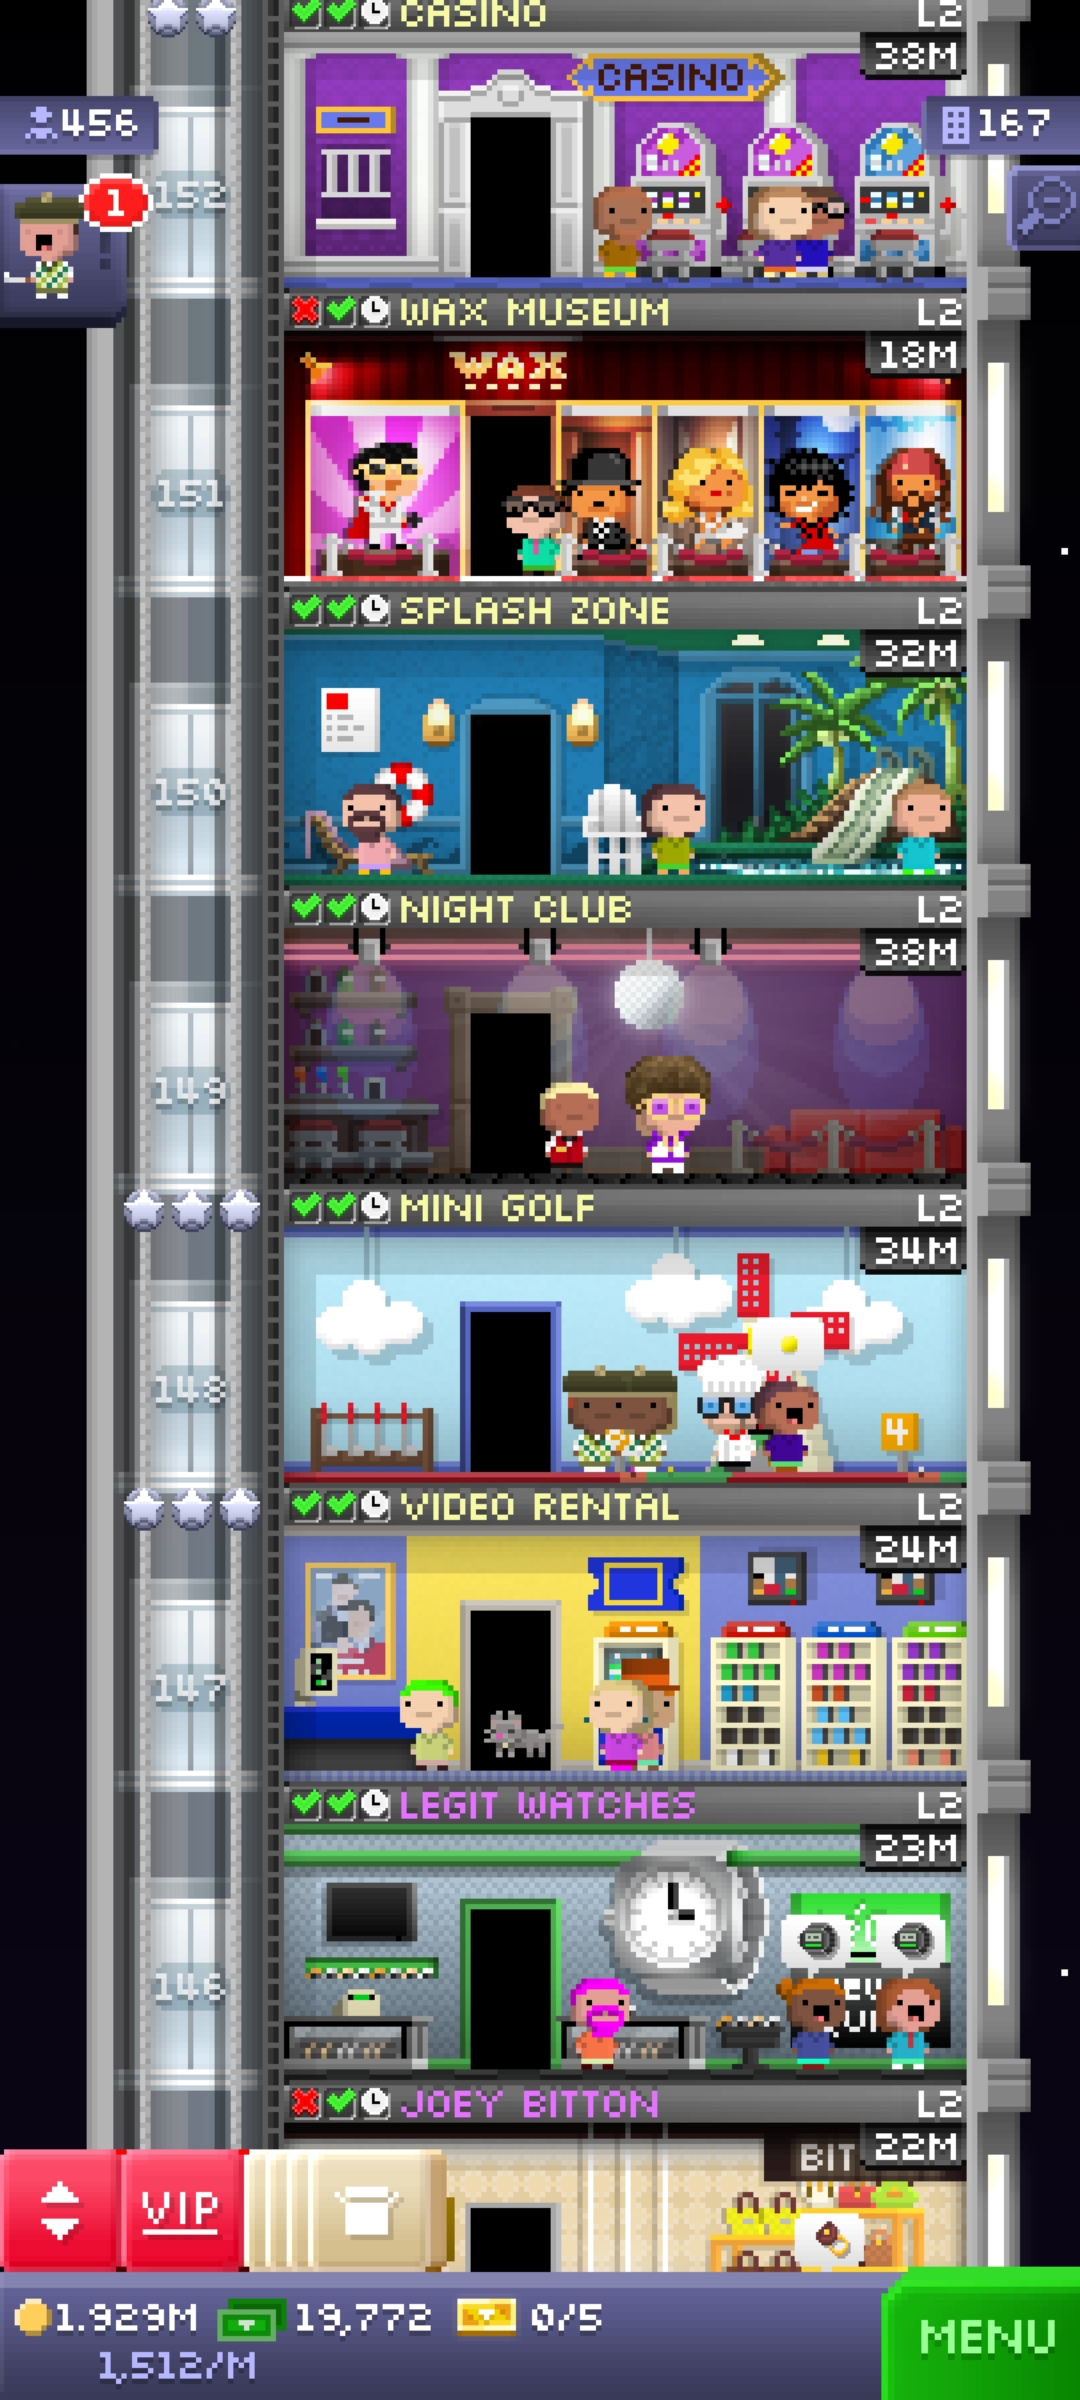 CASINO L2
38M
CASINO
456
167
1
152
WAX MUSEUM L2
18M
WAX
151
SPLASH ZONE L2
32M
150
NIGHT CLUB L2
38M
149
MINI GOLF L2
34M
148
4
VIDEO RENTAL L2
24M
147
LEGIT WATCHES L2
23M
146
JOEY BITTON L2
22M
BIT
VIP
1.929M 19,772 0/5
1,512/M
MENU